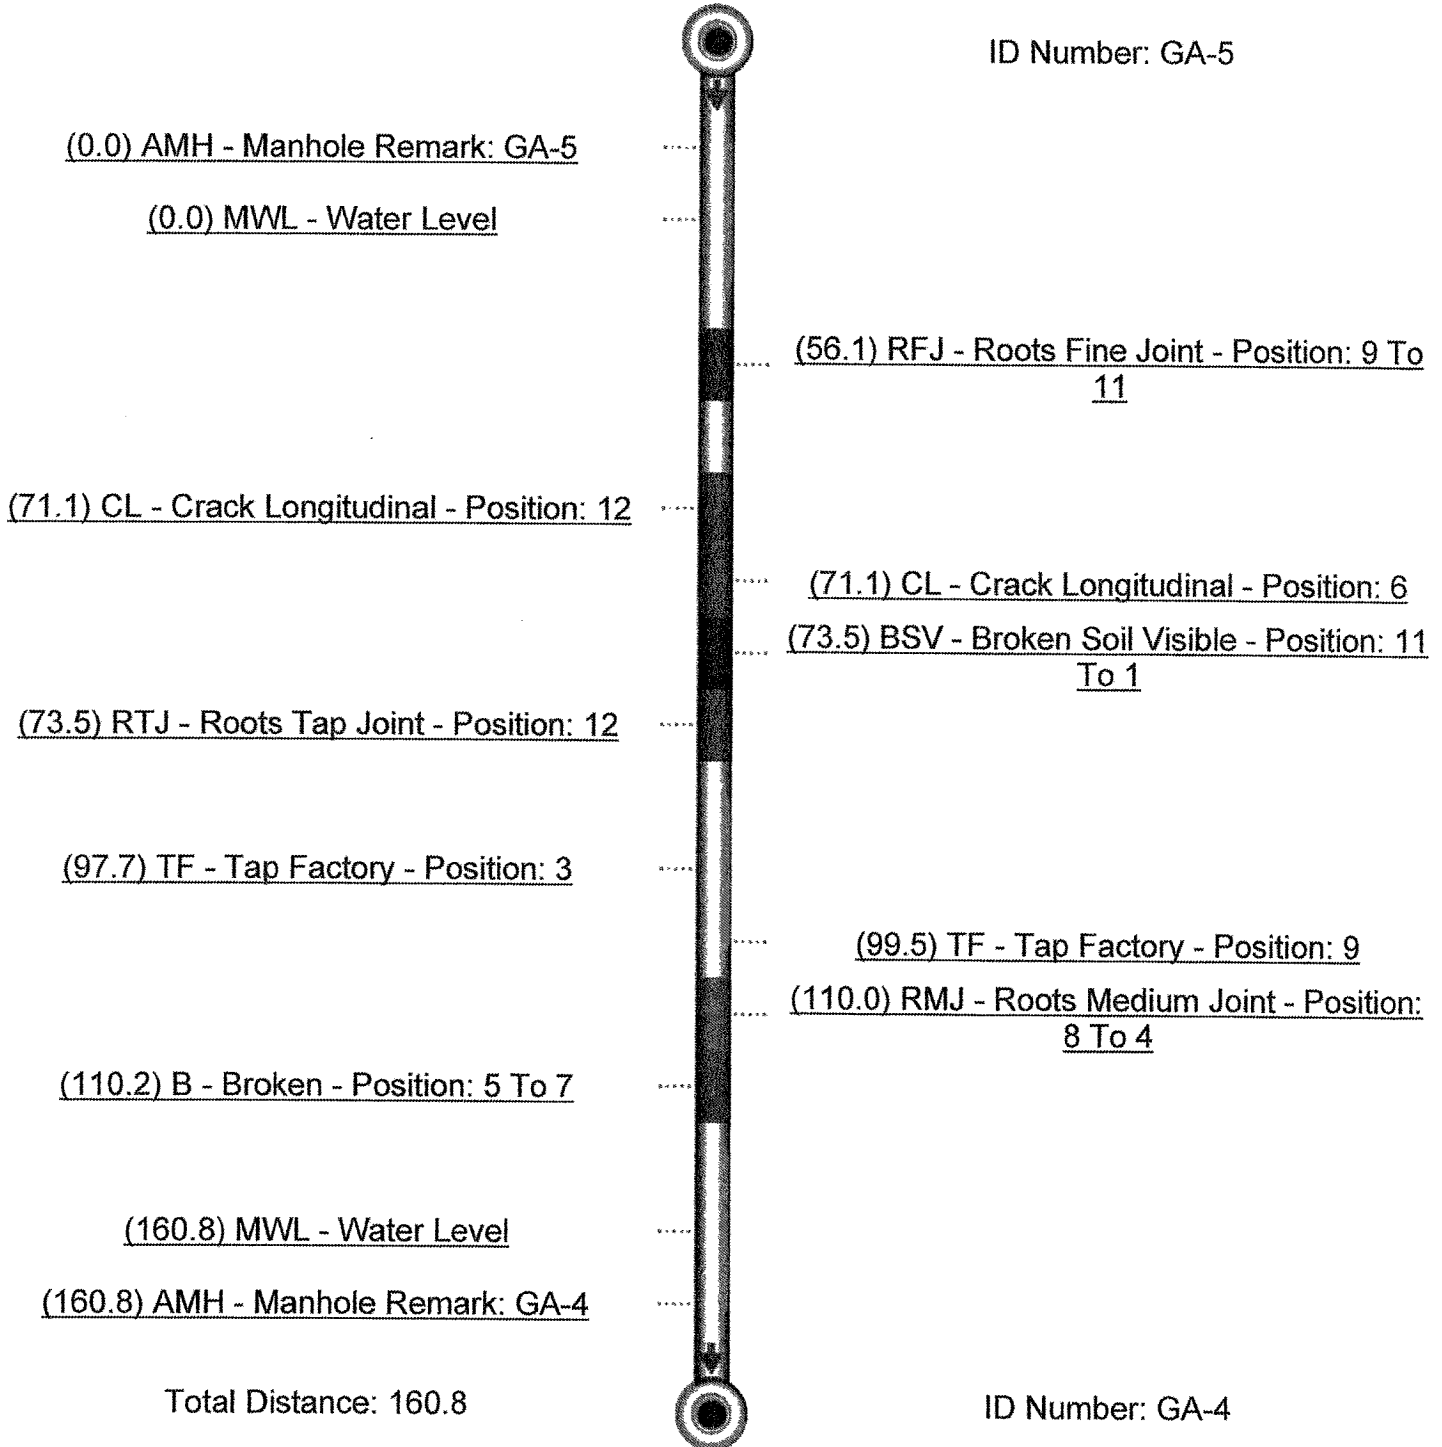 ID Number: GA-5
(0.0) AMH - Manhole Remark: GA-5
(0.0) MWL - Water Level
(56.1) RFJ - Roots Fine Joint - Position: 9 To
11
(71.1) CL - Crack Longitudinal - Position: 12
(71.1) CL - Crack Longitudinal - Position: 6
(73.5) BSV - Broken Soil Visible - Position: 11
To 1
(73.5) RTJ - Roots Tap Joint - Position: 12
(97.7) TF - Tap Factory - Position: 3
(99.5) TF - Tap Factory - Position: 9
(110.0) RMJ - Roots Medium Joint - Position:
8 To 4
(110.2) B - Broken - Position: 5 To 7
(160.8) MWL - Water Level
(160.8) AMH - Manhole Remark: GA-4
Total Distance: 160.8
ID Number: GA-4